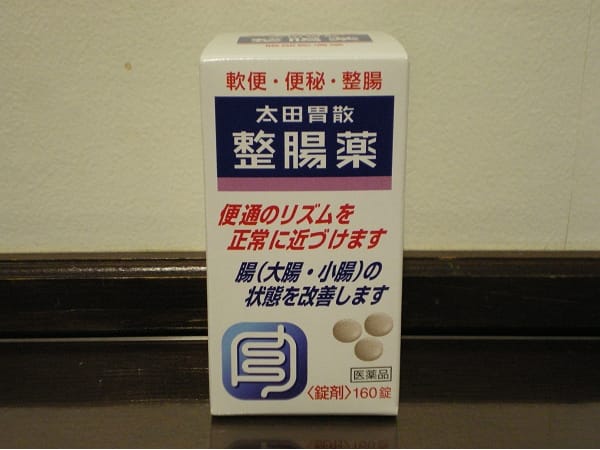 軟便・便秘・整腸
太田胃散
整腸薬
便通のリズムを
正常に近づけます
腸(大腸・小腸)の
状態を改善します
医薬品
〈錠剤〉160錠